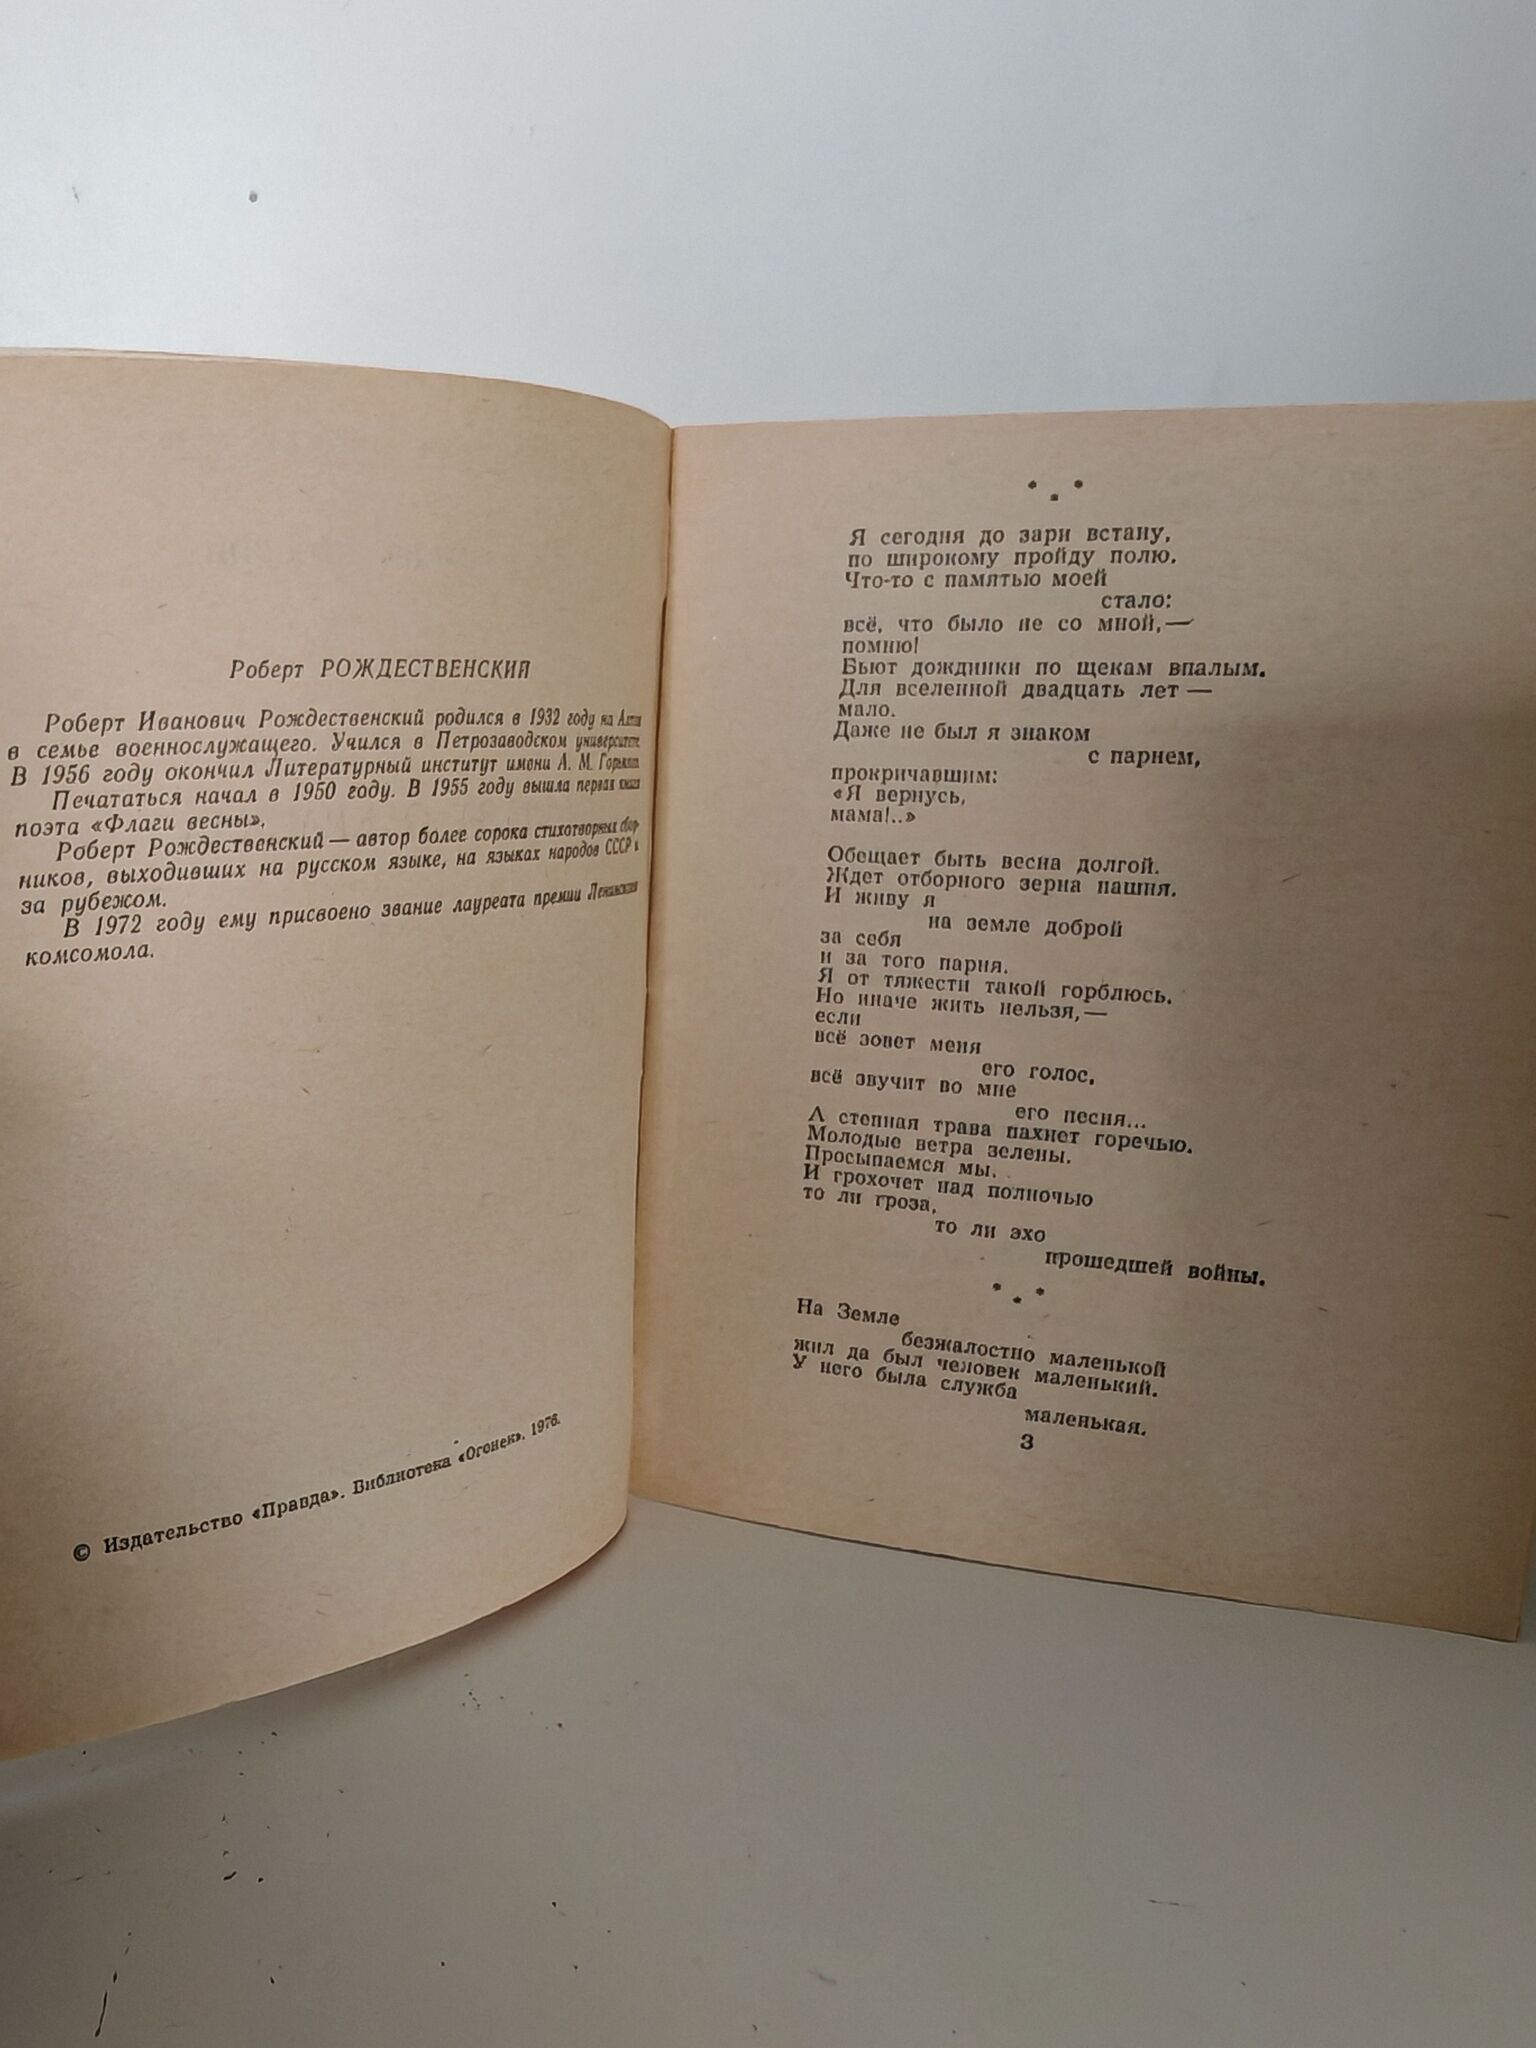 Роберт РОЖДЕСТВЕНСКИЙ
Роберт Иванович Рождественский родился в 1932 году на Алтае
в семье военнослужащего. Учился в Петрозаводском университете.
В 1956 году окончил Литературный институт имени А. М. Горького.
Печататься начал в 1950 году. В 1955 году вышла первая книга
поэта «Флаги весны».
Роберт Рождественский — автор более сорока стихотворных сбор-
ников, выходивших на русском языке, на языках народов СССР и
за рубежом.
В 1972 году ему присвоено звание лауреата премии Ленинского
комсомола.
© Издательство «Правда». Библиотека «Огонек». 1976.
* * *
Я сегодня до зари встану,
по широкому пройду полю.
Что-то с памятью моей
стало:
всё, что было не со мной,—
помню!
Бьют дождинки по щекам впалым.
Для вселенной двадцать лет —
мало.
Даже не был я знаком
с парнем,
прокричавшим:
«Я вернусь,
мама!..»
Обещает быть весна долгой.
Ждет отборного зерна пашня.
И живу я
на земле доброй
за себя
и за того парня.
Я от тяжести такой горблюсь.
Но иначе жить нельзя,—
если
всё зовет меня
его голос,
всё звучит во мне
его песня...
А степная трава пахнет горечью.
Молодые ветра зелены.
Просыпаемся мы.
И грохочет над полночью
то ли гроза,
то ли эхо
прошедшей войны.
* * *
На Земле
безжалостно маленькой
жил да был человек маленький.
У него была служба
маленькая.
3